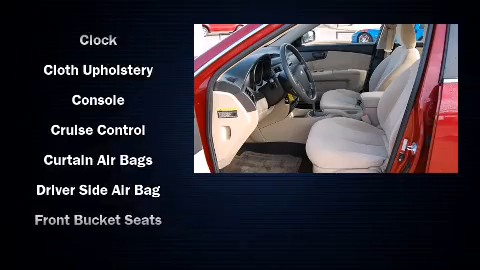 Clock
Cloth Upholstery
Console
Cruise Control
Curtain Air Bags
Driver Side Air Bag
Front Bucket Seats